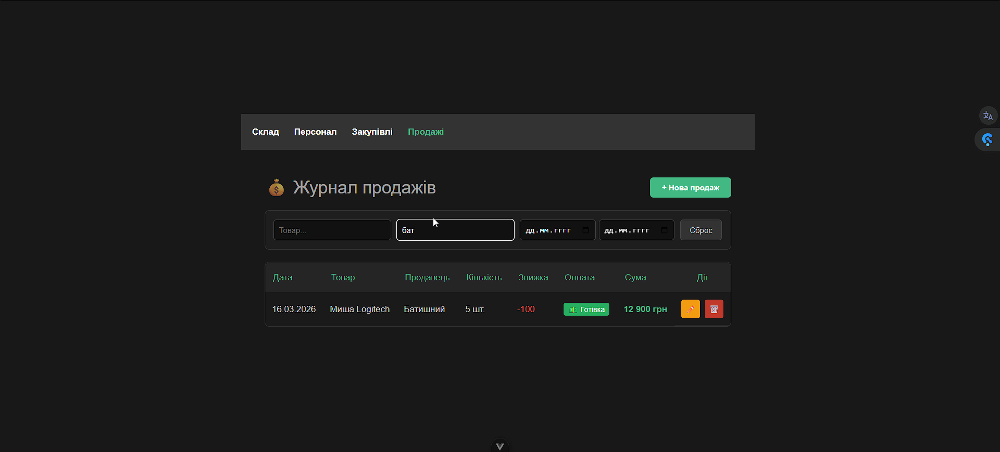 Склад Персонал Закупівлі Продажі
Журнал продажів
+ Нова продаж
Товар... бат дд.мм.гггг дд.мм.гггг Сброс
Дата Товар Продавець Кількість Знижка Оплата Сума Дії
16.03.2026 Миша Logitech Батишний 5 шт. -100 Готівка 12 900 грн